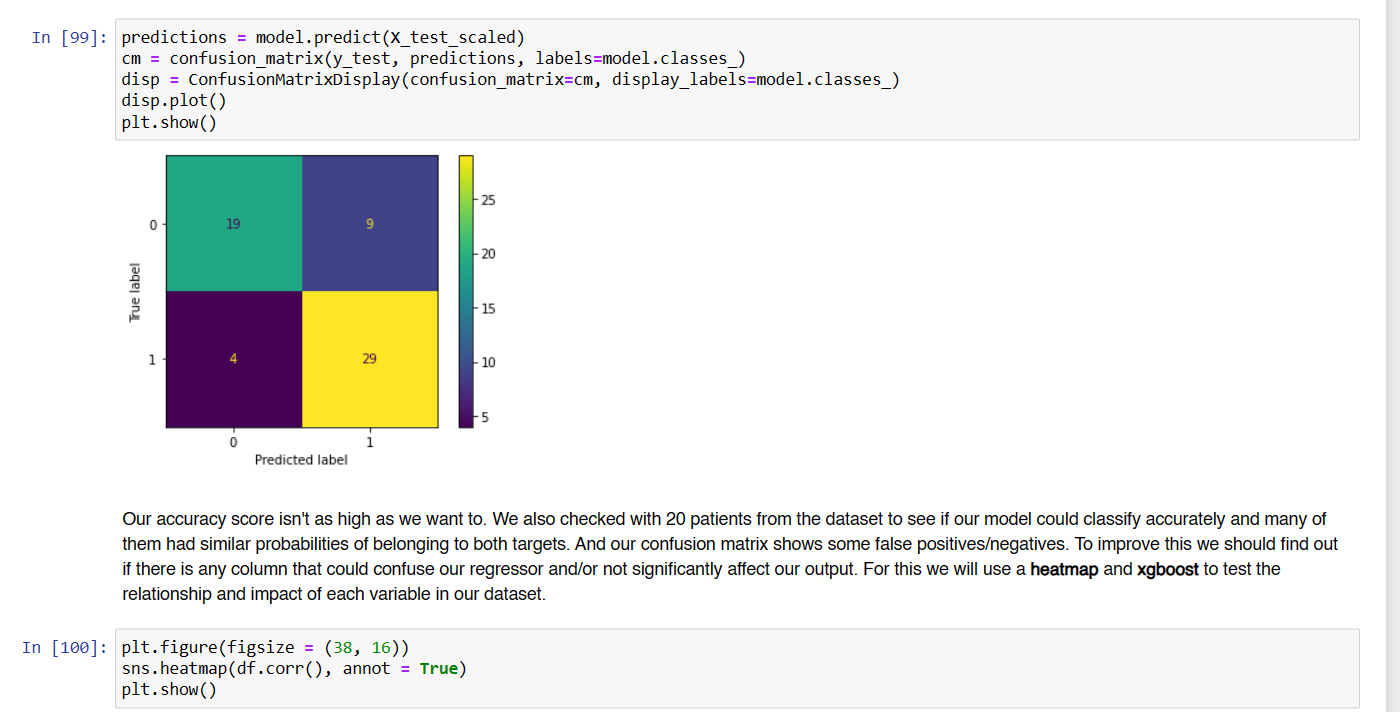 In [99]: predictions = model.predict(X_test_scaled)
cm = confusion_matrix(y_test, predictions, labels=model.classes_)
disp = ConfusionMatrixDisplay(confusion_matrix=cm, display_labels=model.classes_)
disp.plot()
plt.show()
25
0 19 9
20
True label
15
1 4 29
10
5
0 1
Predicted label
Our accuracy score isn't as high as we want to. We also checked with 20 patients from the dataset to see if our model could classify accurately and many of
them had similar probabilities of belonging to both targets. And our confusion matrix shows some false positives/negatives. To improve this we should find out
if there is any column that could confuse our regressor and/or not significantly affect our output. For this we will use a heatmap and xgboost to test the
relationship and impact of each variable in our dataset.
In [100]: plt.figure(figsize = (38, 16))
sns.heatmap(df.corr(), annot = True)
plt.show()